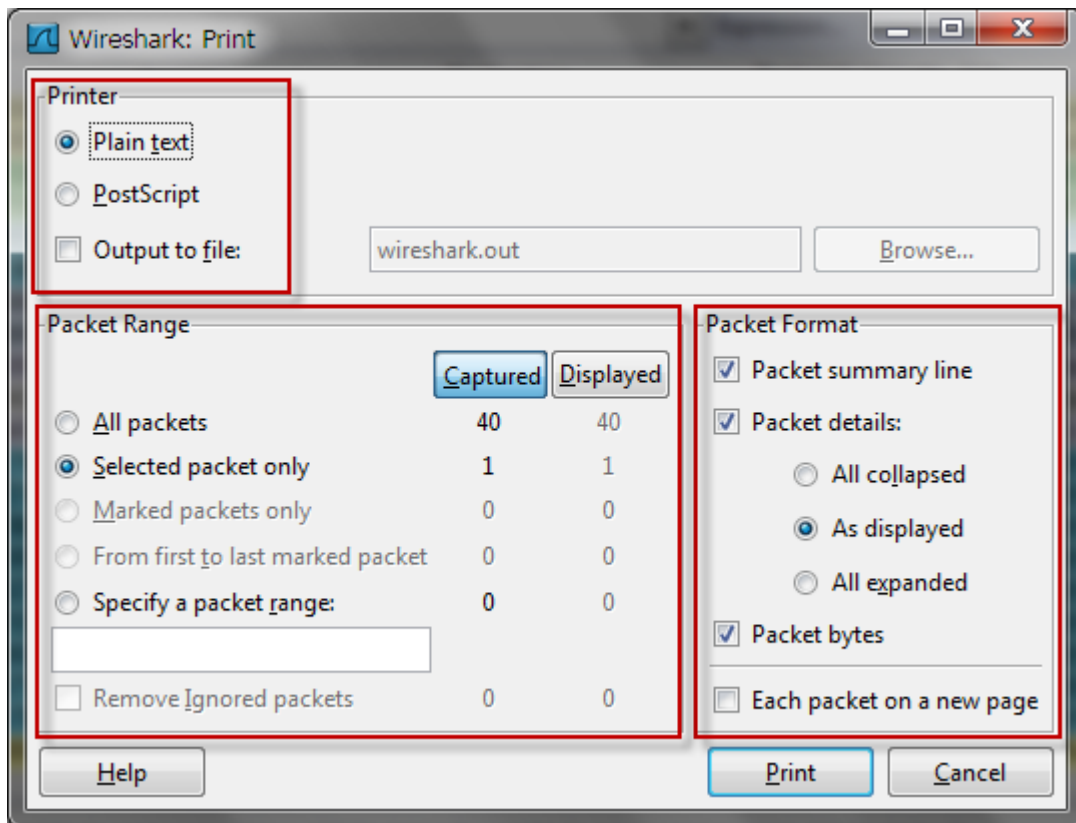 Wireshark: Print
Printer
Plain text
PostScript
Output to file:
wireshark.out
Browse...
Packet Range
Captured Displayed
All packets 40 40
Selected packet only 1 1
Marked packets only 0 0
From first to last marked packet 0 0
Specify a packet range: 0 0
Remove Ignored packets 0 0
Packet Format
Packet summary line
Packet details:
All collapsed
As displayed
All expanded
Packet bytes
Each packet on a new page
Help
Print
Cancel